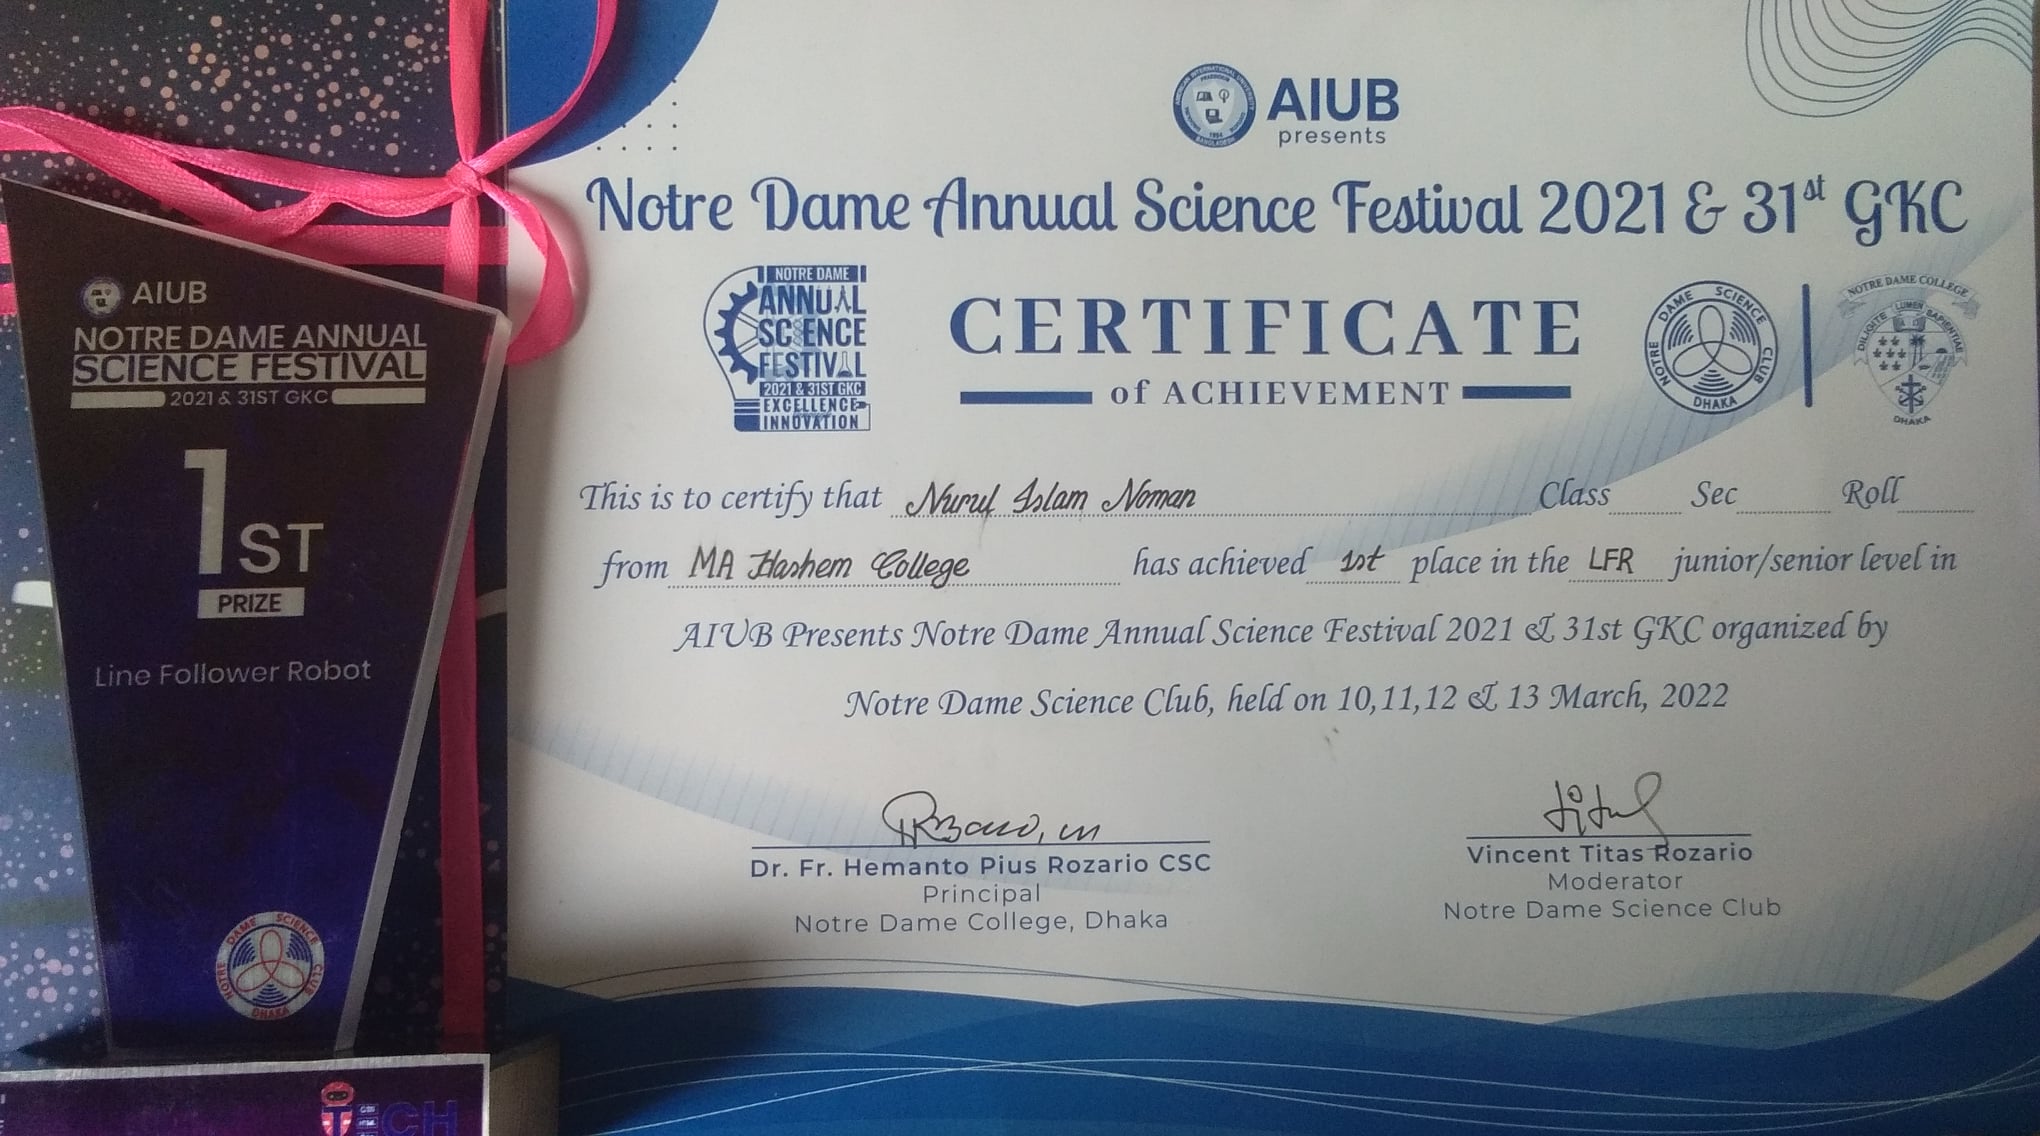 AIUB
NOTRE DAME ANNUAL
SCIENCE FESTIVAL
2021 & 31ST GKC
1ST
PRIZE
Line Follower Robot
NOTRE DAME SCIENCE CLUB
DHAKA
TECH
AIUB
presents
Notre Dame Annual Science Festival 2021 & 31st GKC
NOTRE DAME
ANNUAL
SCIENCE
FESTIVAL
2021 & 31ST GKC
EXCELLENCE
INNOVATION
CERTIFICATE
of ACHIEVEMENT
NOTRE DAME SCIENCE CLUB
DHAKA
NOTRE DAME COLLEGE
DILIGITE LUMEN SAPIENTIAE
DHAKA
This is to certify that Nurul Islam Noman Class Sec Roll
from MA Hashem College has achieved 1st place in the LFR junior/senior level in
AIUB Presents Notre Dame Annual Science Festival 2021 & 31st GKC organized by
Notre Dame Science Club, held on 10,11,12 & 13 March, 2022
Dr. Fr. Hemanto Pius Rozario CSC
Principal
Notre Dame College, Dhaka
Vincent Titas Rozario
Moderator
Notre Dame Science Club